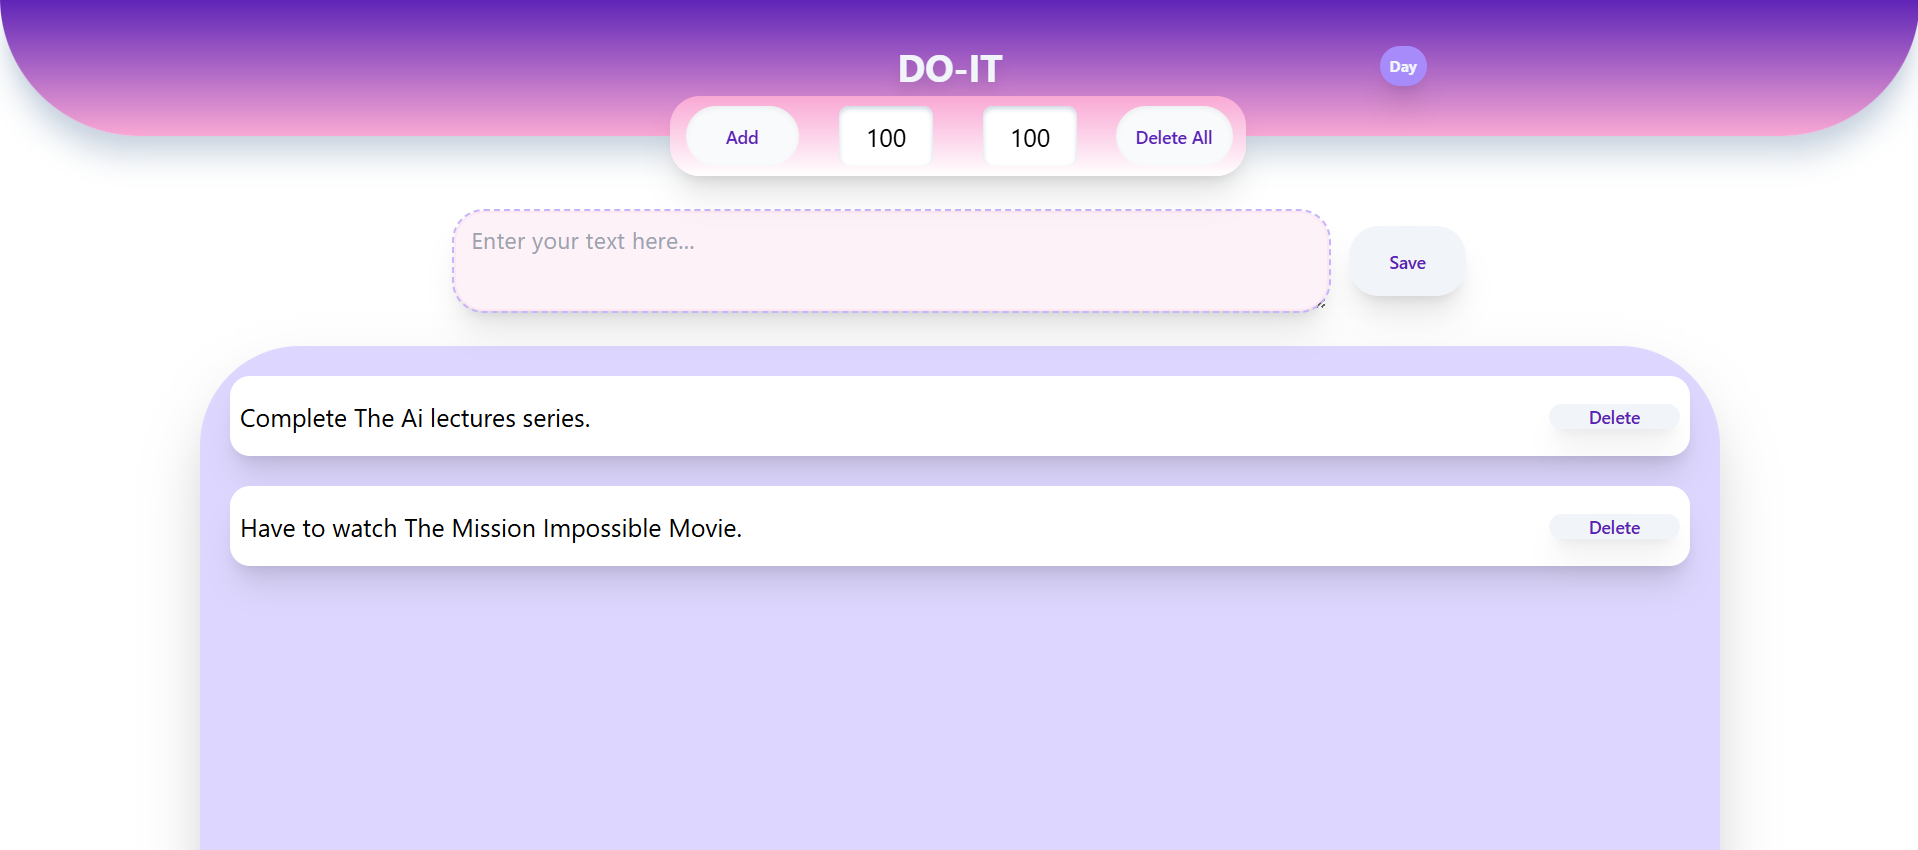 DO-IT
Day
Add
100
100
Delete All
Enter your text here...
Save
Complete The Ai lectures series.
Delete
Have to watch The Mission Impossible Movie.
Delete